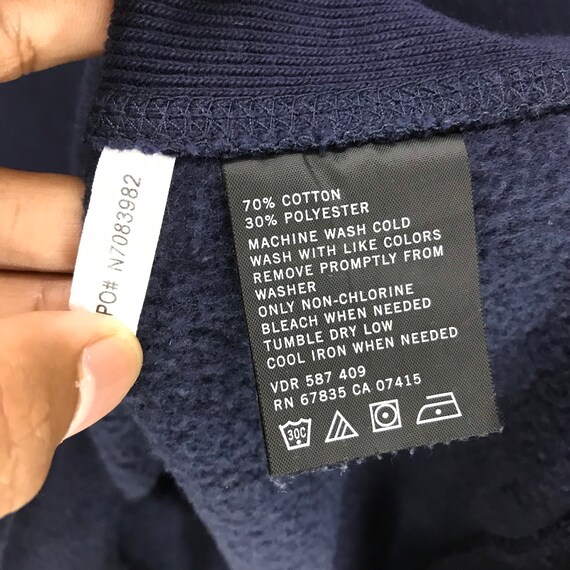 PO# N7083982
70% COTTON
30% POLYESTER
MACHINE WASH COLD
WASH WITH LIKE COLORS
REMOVE PROMPTLY FROM
WASHER
ONLY NON-CHLORINE
BLEACH WHEN NEEDED
TUMBLE DRY LOW
COOL IRON WHEN NEEDED
VDR 587 409
RN 67835 CA 07415
30C